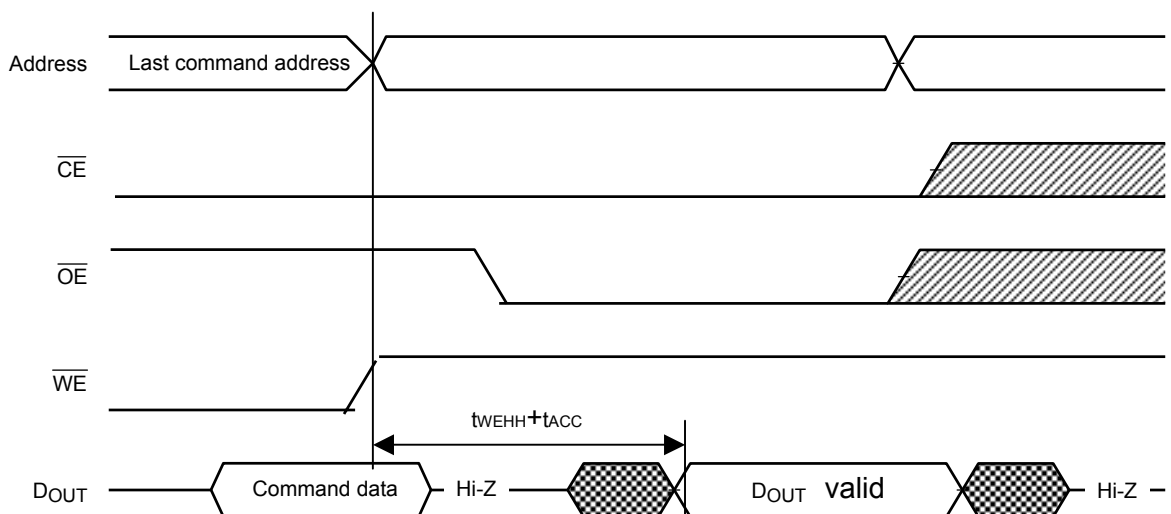 Address
Last command address
CE
OE
WE
tWEHH+tACC
DOUT
Command data
Hi-Z
DOUT valid
Hi-Z